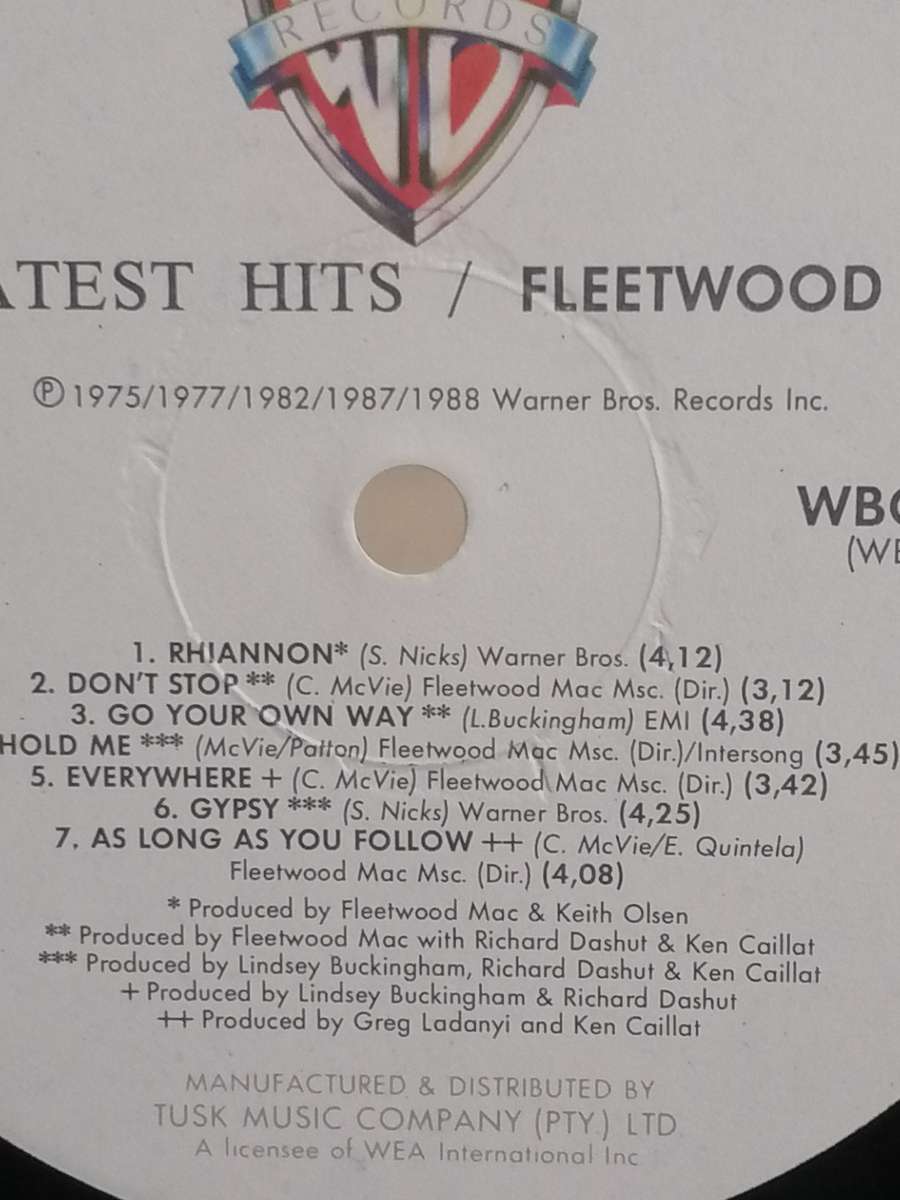 RECORDS
ATEST HITS / FLEETWOOD
Ⓟ 1975/1977/1982/1987/1988 Warner Bros. Records Inc.
1. RHIANNON* (S. Nicks) Warner Bros. (4,12)
2. DON'T STOP ** (C. McVie) Fleetwood Mac Msc. (Dir.) (3,12)
3. GO YOUR OWN WAY ** (L.Buckingham) EMI (4,38)
HOLD ME *** (McVie/Patton) Fleetwood Mac Msc. (Dir.)/Intersong (3,45)
5. EVERYWHERE + (C. McVie) Fleetwood Mac Msc. (Dir.) (3,42)
6. GYPSY *** (S. Nicks) Warner Bros. (4,25)
7. AS LONG AS YOU FOLLOW ++ (C. McVie/E. Quintela)
Fleetwood Mac Msc. (Dir.) (4,08)
* Produced by Fleetwood Mac & Keith Olsen
** Produced by Fleetwood Mac with Richard Dashut & Ken Caillat
*** Produced by Lindsey Buckingham, Richard Dashut & Ken Caillat
+ Produced by Lindsey Buckingham & Richard Dashut
++ Produced by Greg Ladanyi and Ken Caillat
MANUFACTURED & DISTRIBUTED BY
TUSK MUSIC COMPANY (PTY.) LTD
A licensee of WEA International Inc